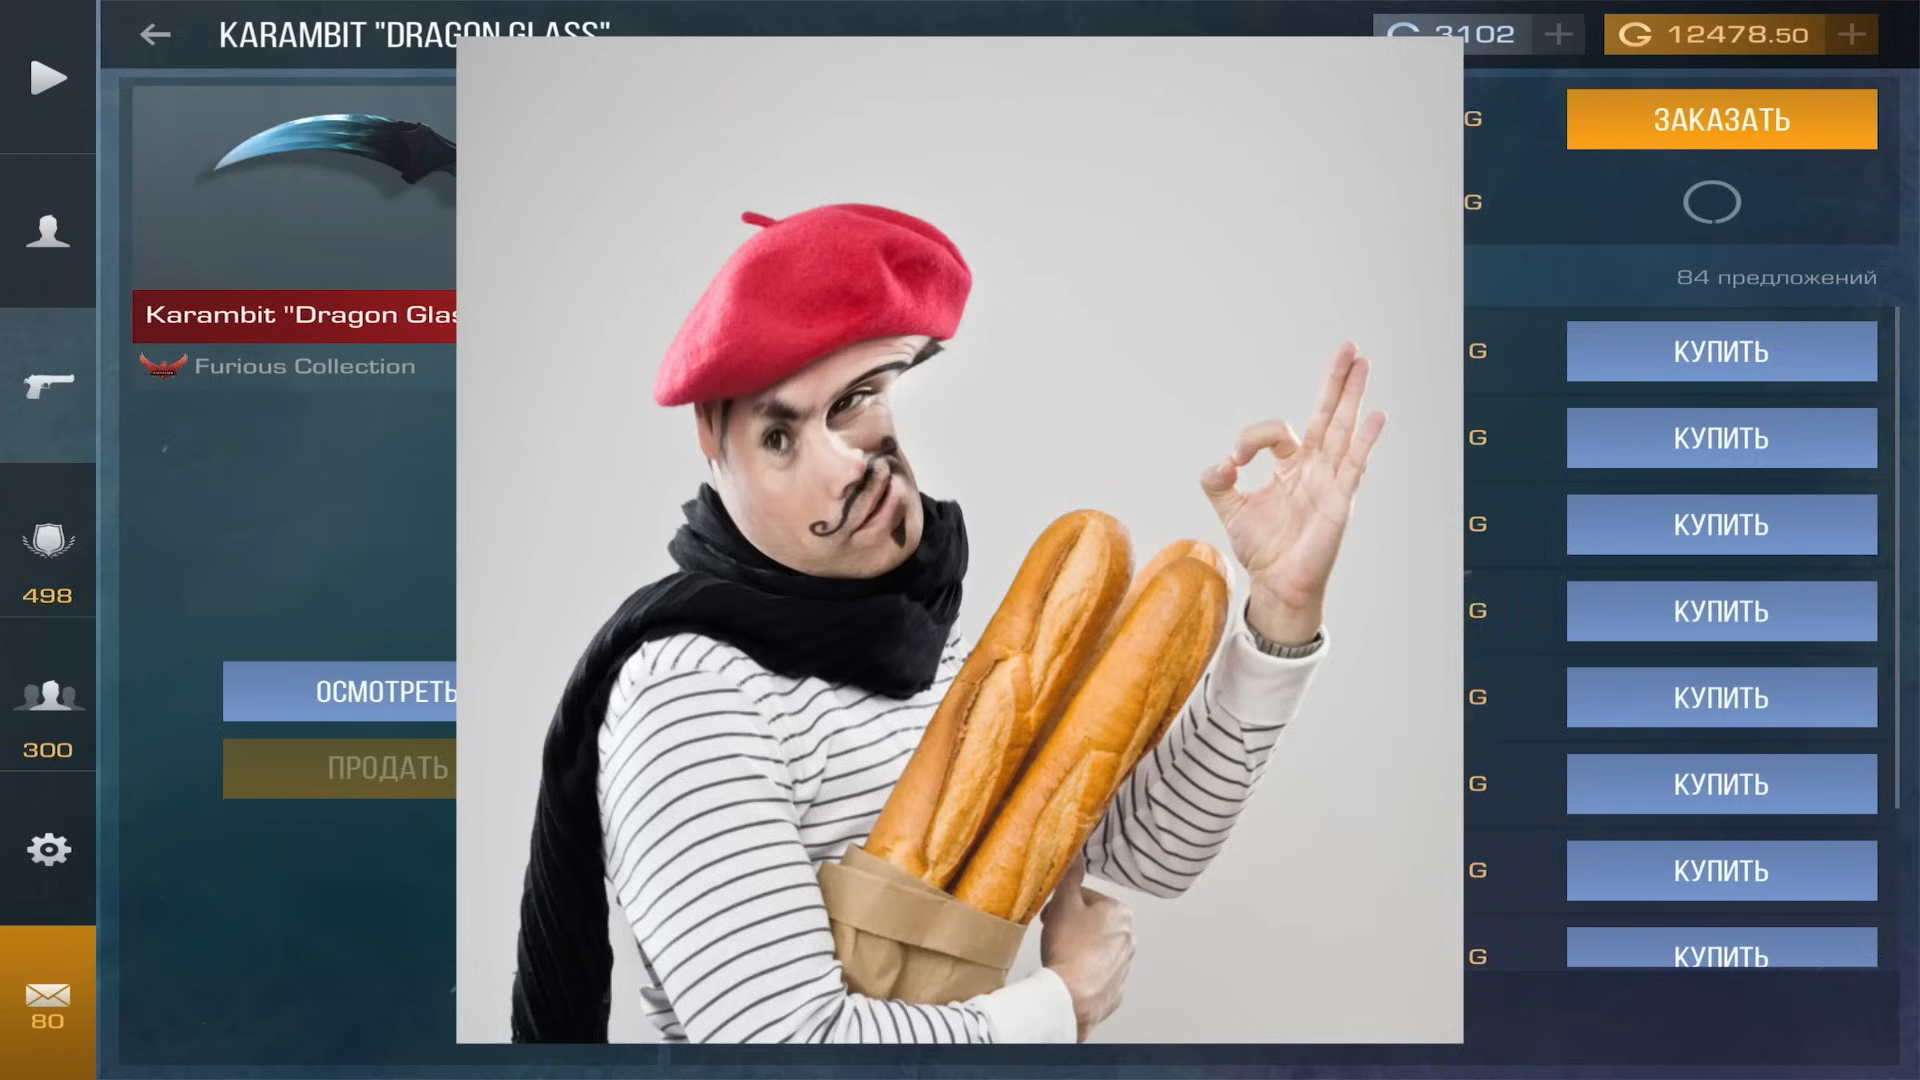 KARAMBIT "DRAGON GLASS"
3102
12478.50
ЗАКАЗАТЬ
84 предложений
Karambit "Dragon Glas
Furious Collection
КУПИТЬ
КУПИТЬ
КУПИТЬ
КУПИТЬ
КУПИТЬ
КУПИТЬ
КУПИТЬ
КУПИТЬ
G
G
G
G
G
G
G
G
G
G
498
300
80
ОСМОТРЕТЬ
ПРОДАТЬ